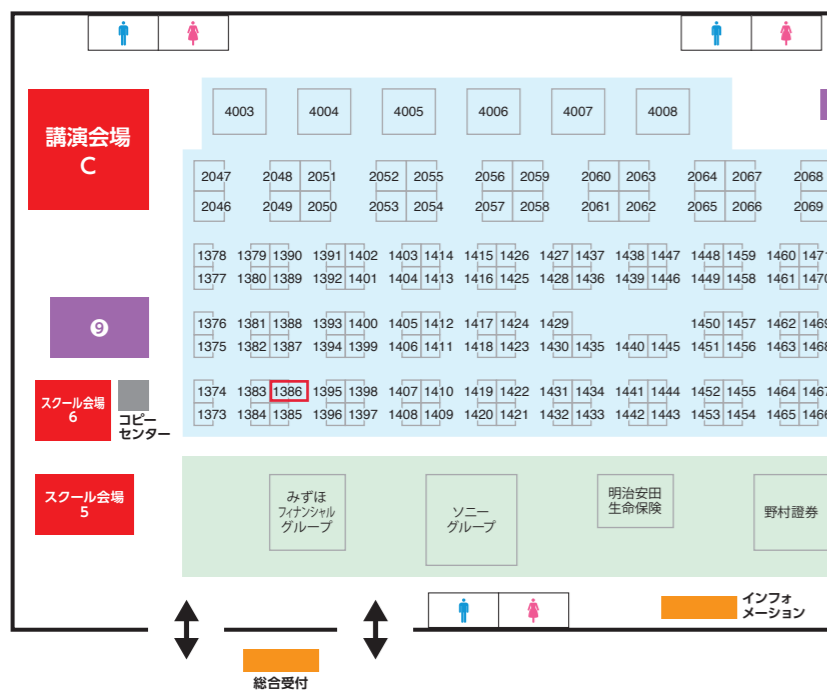 講演会場
C
4003 4004 4005 4006 4007 4008
2047 2048 2051 2052 2055 2056 2059 2060 2063 2064 2067 2068
2046 2049 2050 2053 2054 2057 2058 2061 2062 2065 2066 2069
1378 1379 1390 1391 1402 1403 1414 1415 1426 1427 1437 1438 1447 1448 1459 1460 1471
1377 1380 1389 1392 1401 1404 1413 1416 1425 1428 1436 1439 1446 1449 1458 1461 1470
❾
1376 1381 1388 1393 1400 1405 1412 1417 1424 1429 1450 1457 1462 1469
1375 1382 1387 1394 1399 1406 1411 1418 1423 1430 1435 1440 1445 1451 1456 1463 1468
スクール会場
6
コピー
センター
1374 1383 1386 1395 1398 1407 1410 1419 1422 1431 1434 1441 1444 1452 1455 1464 1467
1373 1384 1385 1396 1397 1408 1409 1420 1421 1432 1433 1442 1443 1453 1454 1465 1466
スクール会場
5
みずほ
フィナンシャル
グループ
ソニー
グループ
明治安田
生命保険
野村證券
インフォ
メーション
総合受付